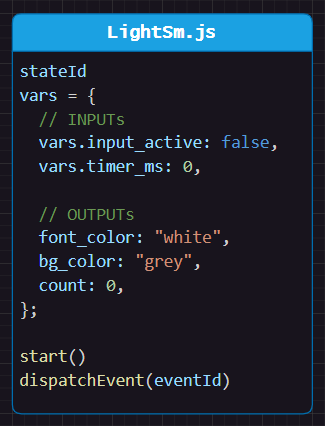 LightSm.js
stateId
vars = {
  // INPUTs
  vars.input_active: false,
  vars.timer_ms: 0,

  // OUTPUTs
  font_color: "white",
  bg_color: "grey",
  count: 0,
};

start()
dispatchEvent(eventId)